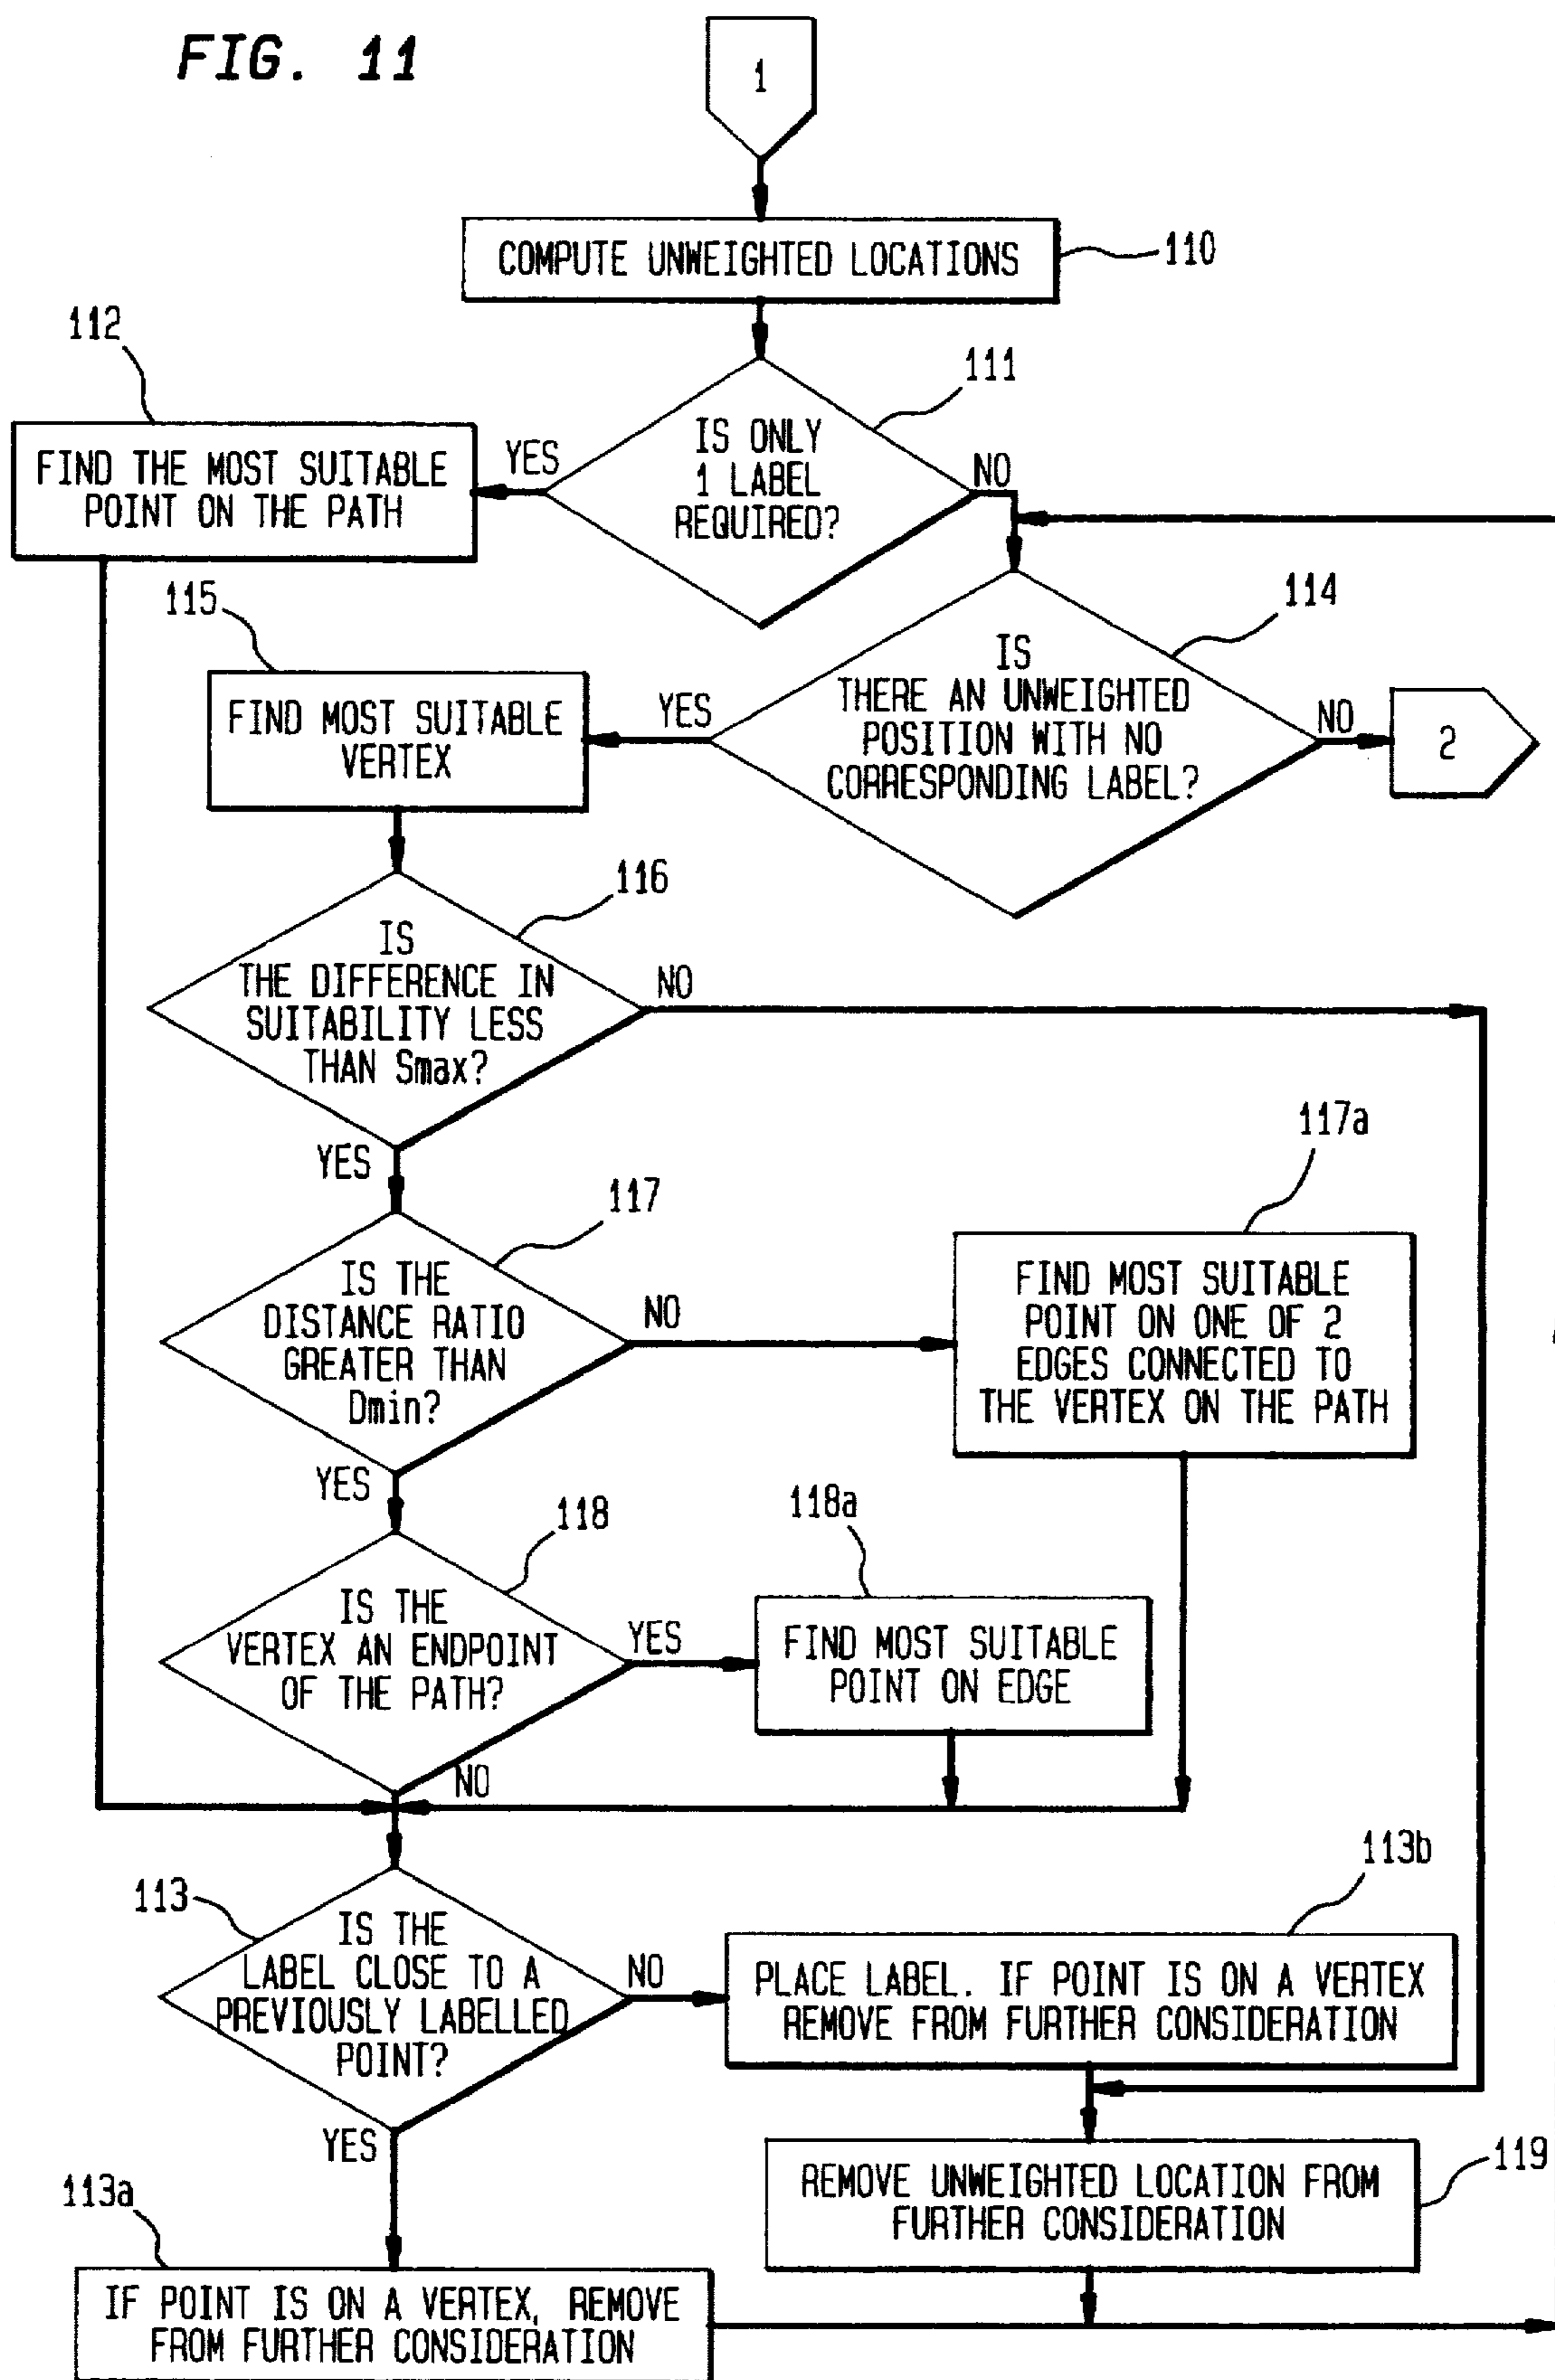 FIG. 11
1
COMPUTE UNWEIGHTED LOCATIONS
110
112
111
IS ONLY
1 LABEL
REQUIRED?
YES
NO
FIND THE MOST SUITABLE
POINT ON THE PATH
115
114
IS
THERE AN UNWEIGHTED
POSITION WITH NO
CORRESPONDING LABEL?
YES
NO
2
FIND MOST SUITABLE
VERTEX
116
IS
THE DIFFERENCE IN
SUITABILITY LESS
THAN Smax?
NO
YES
117a
117
IS THE
DISTANCE RATIO
GREATER THAN
Dmin?
NO
YES
FIND MOST SUITABLE
POINT ON ONE OF 2
EDGES CONNECTED TO
THE VERTEX ON THE PATH
118
118a
IS THE
VERTEX AN ENDPOINT
OF THE PATH?
YES
NO
FIND MOST SUITABLE
POINT ON EDGE
113
113b
IS THE
LABEL CLOSE TO A
PREVIOUSLY LABELLED
POINT?
NO
YES
PLACE LABEL. IF POINT IS ON A VERTEX
REMOVE FROM FURTHER CONSIDERATION
119
REMOVE UNWEIGHTED LOCATION FROM
FURTHER CONSIDERATION
113a
IF POINT IS ON A VERTEX, REMOVE
FROM FURTHER CONSIDERATION